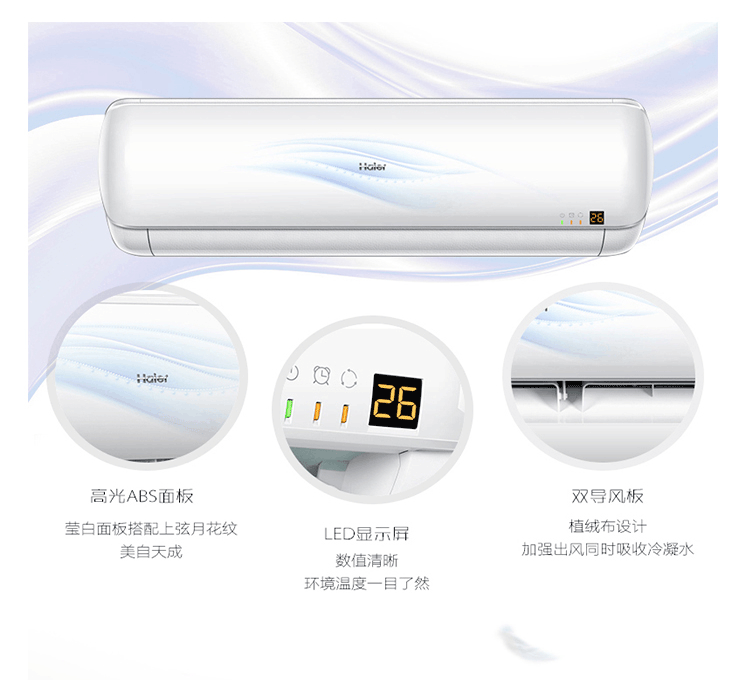 Haier
26
Haier
26
高光ABS面板
莹白面板搭配上弦月花纹
美自天成
LED显示屏
数值清晰
环境温度一目了然
双导风板
植绒布设计
加强出风同时吸收冷凝水